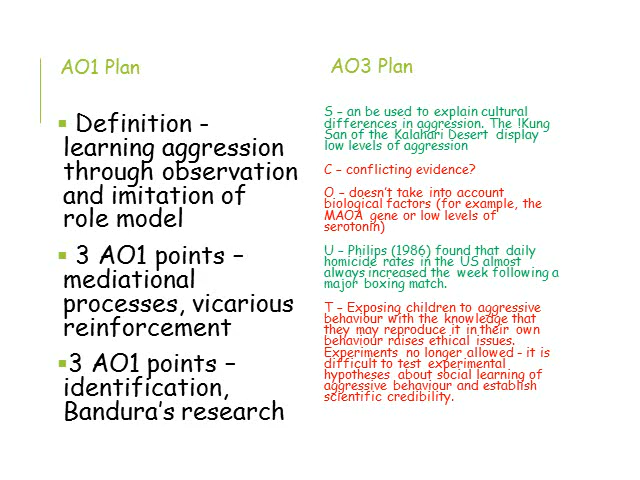 AO1 Plan
▪ Definition -
learning aggression
through observation
and imitation of
role model
▪ 3 AO1 points –
mediational
processes, vicarious
reinforcement
▪3 AO1 points –
identification,
Bandura's research
AO3 Plan
S – an be used to explain cultural
differences in aggression. The !Kung
San of the Kalahari Desert display
low levels of aggression
C – conflicting evidence?
O – doesn't take into account
biological factors (for example, the
MAOA gene or low levels of
serotonin)
U – Philips (1986) found that daily
homicide rates in the US almost
always increased the week following a
major boxing match.
T – Exposing children to aggressive
behaviour with the knowledge that
they may reproduce it in their own
behaviour raises ethical issues.
Experiments no longer allowed - it is
difficult to test experimental
hypotheses about social learning of
aggressive behaviour and establish
scientific credibility.